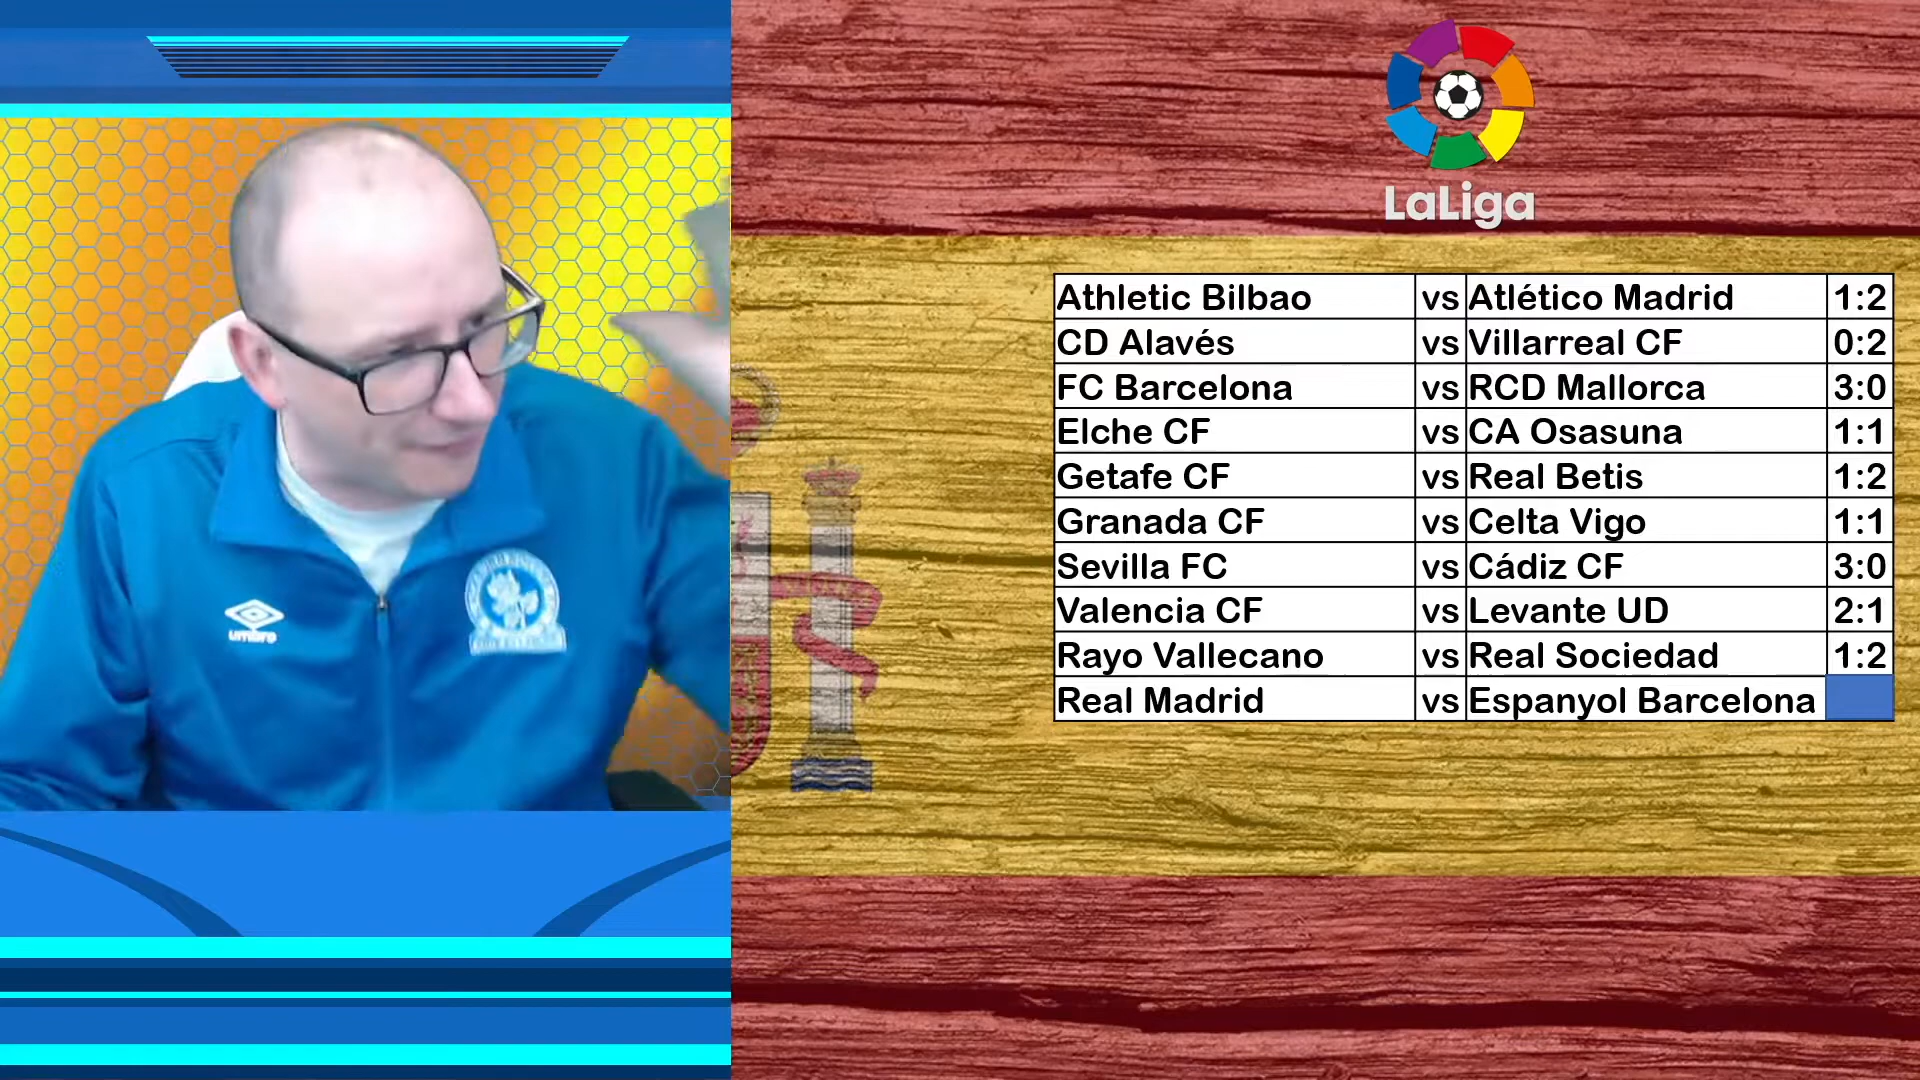 LaLiga
Athletic Bilbao vs Atlético Madrid 1:2
CD Alavés vs Villarreal CF 0:2
FC Barcelona vs RCD Mallorca 3:0
Elche CF vs CA Osasuna 1:1
Getafe CF vs Real Betis 1:2
Granada CF vs Celta Vigo 1:1
Sevilla FC vs Cádiz CF 3:0
Valencia CF vs Levante UD 2:1
Rayo Vallecano vs Real Sociedad 1:2
Real Madrid vs Espanyol Barcelona
umbro